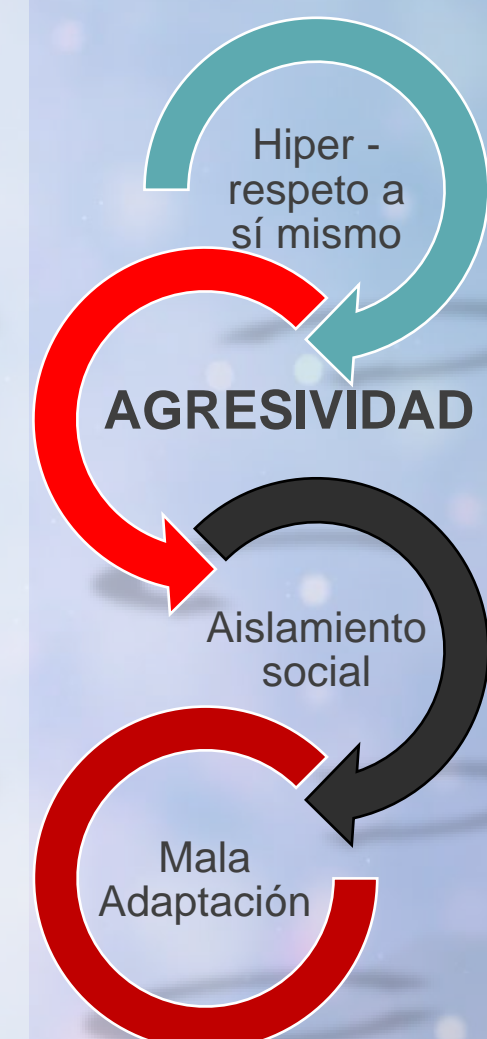 Hiper -
respeto a
sí mismo
AGRESIVIDAD
Aislamiento
social
Mala
Adaptación